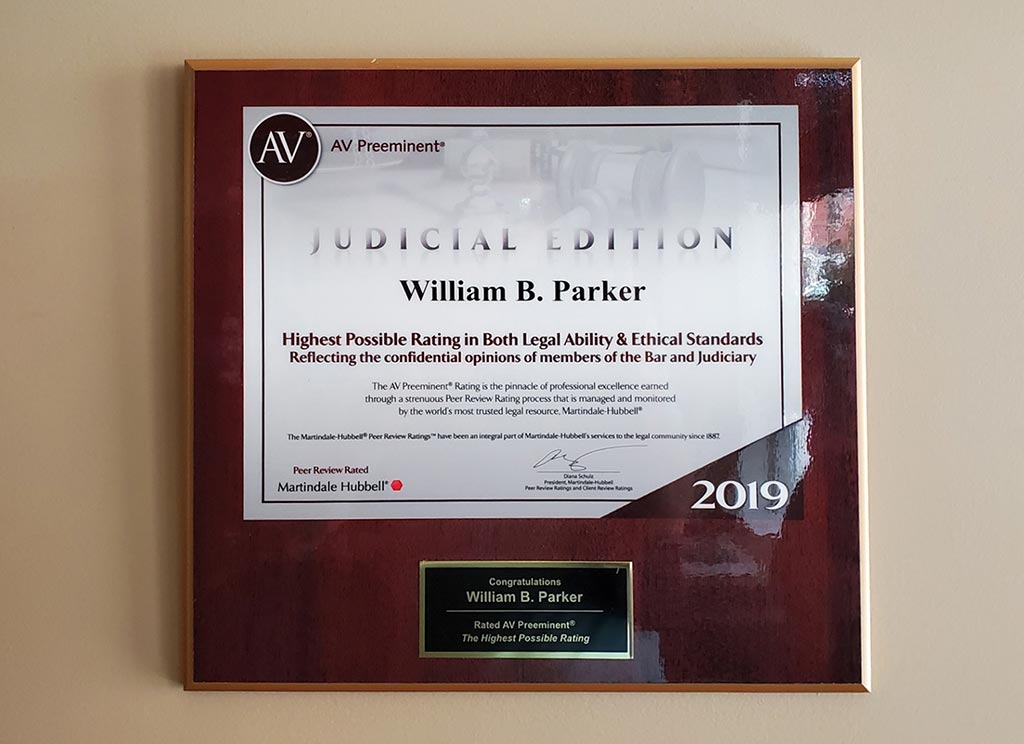 AV®
AV Preeminent®
JUDICIAL EDITION
William B. Parker
Highest Possible Rating in Both Legal Ability & Ethical Standards
Reflecting the confidential opinions of members of the Bar and Judiciary
The AV Preeminent® Rating is the pinnacle of professional excellence earned
through a strenuous Peer Review Rating process that is managed and monitored
by the world's most trusted legal resource, Martindale-Hubbell®
The Martindale-Hubbell® Peer Review Ratings™ have been an integral part of Martindale-Hubbell's services to the legal community since 1887.
Peer Review Rated
Martindale Hubbell®
Diana Schulz
President, Martindale-Hubbell
Peer Review Ratings and Client Review Ratings
2019
Congratulations
William B. Parker
Rated AV Preeminent®
The Highest Possible Rating